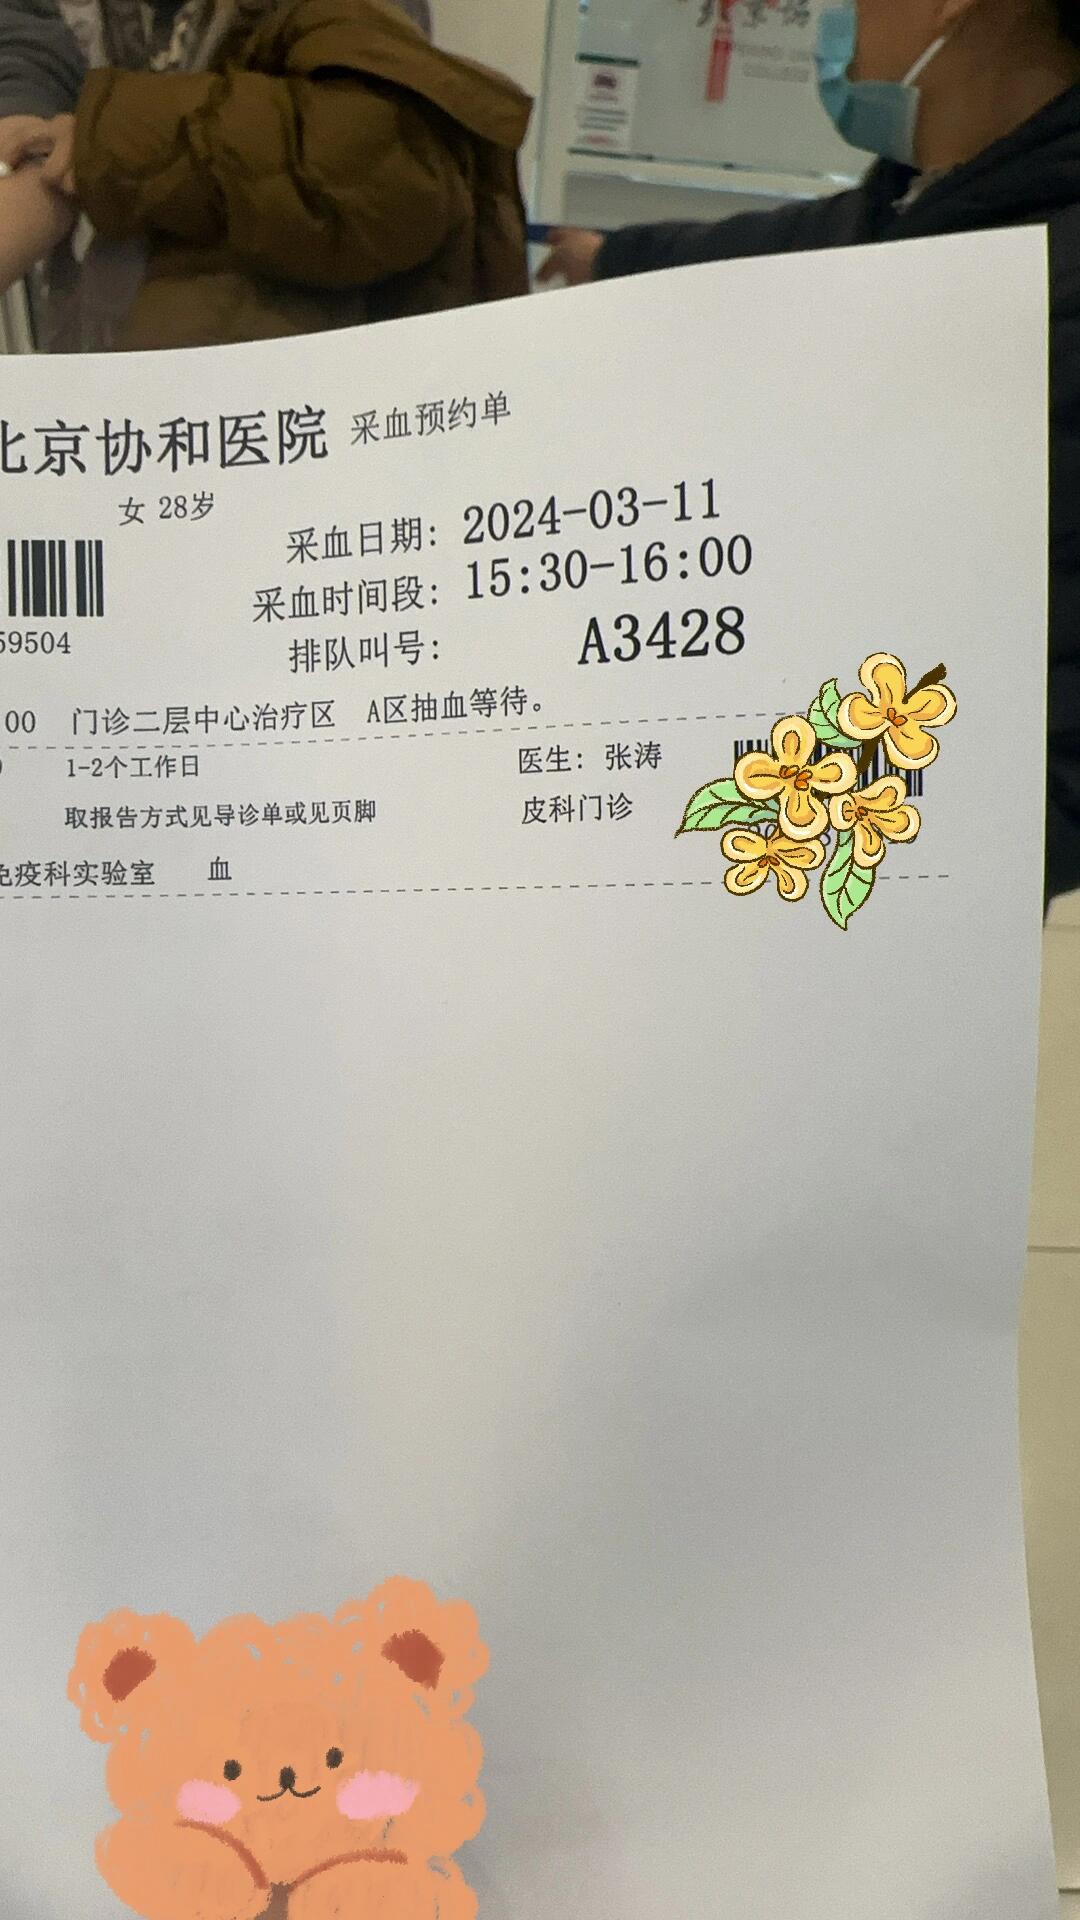 北京协和医院 采血预约单
女 28岁
采血日期: 2024-03-11
采血时间段: 15:30-16:00
59504
排队叫号: A3428
00 门诊二层中心治疗区 A区抽血等待。
1-2个工作日 医生: 张涛
取报告方式见导诊单或见页脚 皮科门诊
免疫科实验室 血